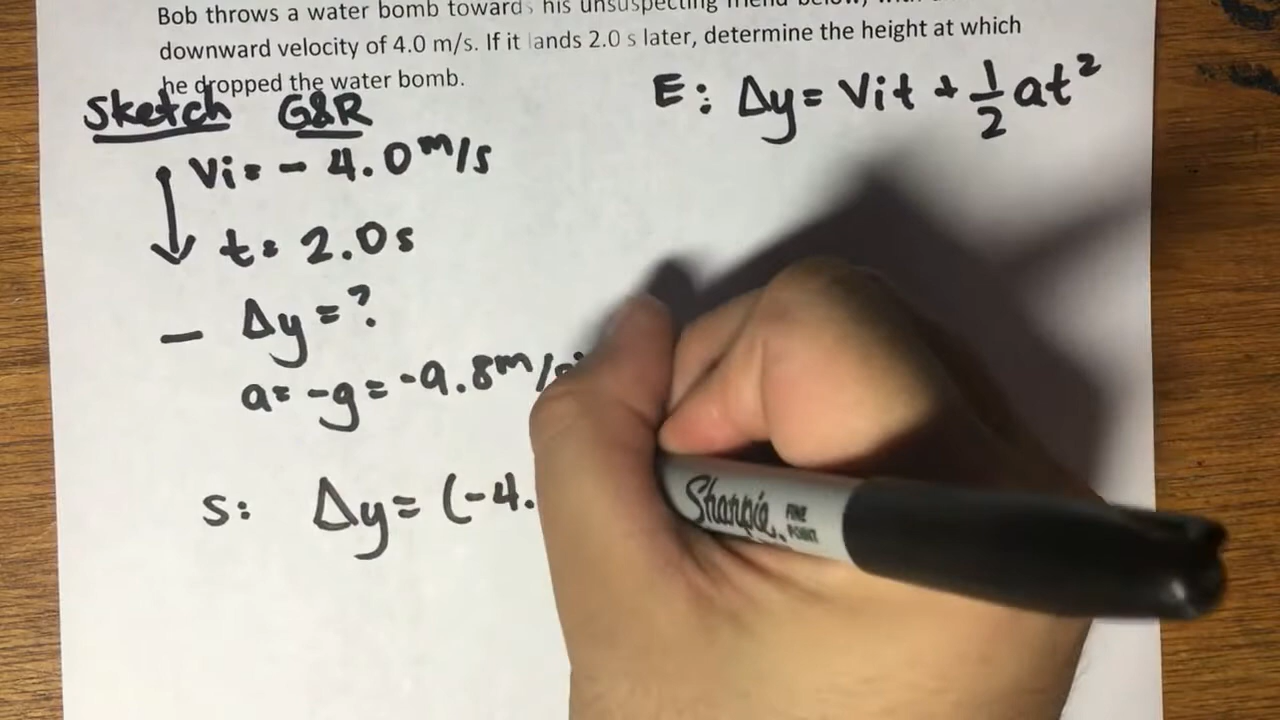 Bob throws a water bomb towards his unsuspecting friend below, with
downward velocity of 4.0 m/s. If it lands 2.0 s later, determine the height at which
he dropped the water bomb.
Sketch G&R
E: Δy = Vit + 1/2 at²
Vi = - 4.0 m/s
t = 2.0s
- Δy = ?
a = -g = -9.8 m/
S: Δy = (-4.
Sharpie.
FINE
POINT